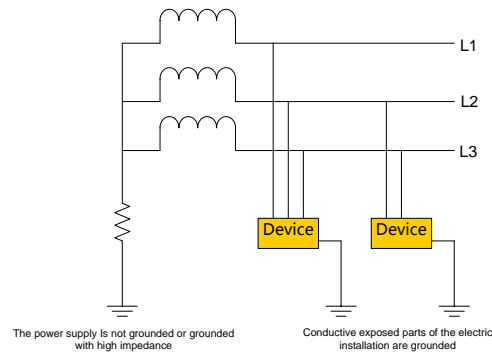 L1
L2
L3
Device
Device
The power supply Is not grounded or grounded
with high impedance
Conductive exposed parts of the electric
installation are grounded